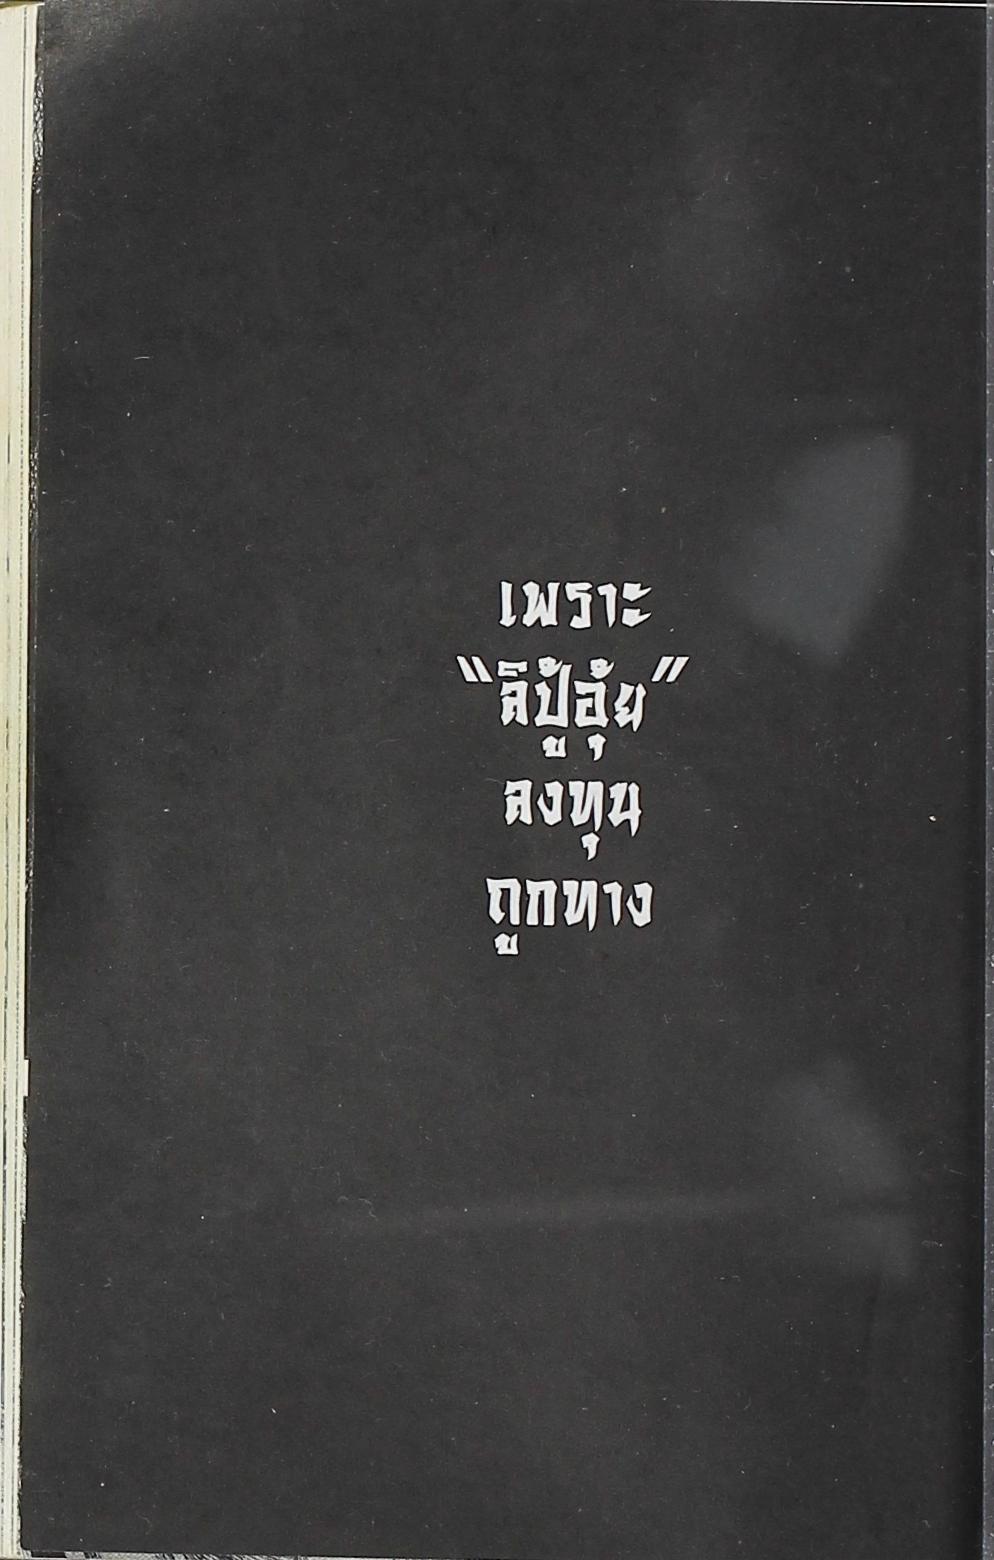 เพราะ
“ลิปู้อุ้ย”
ลงทุน
ถูกทาง